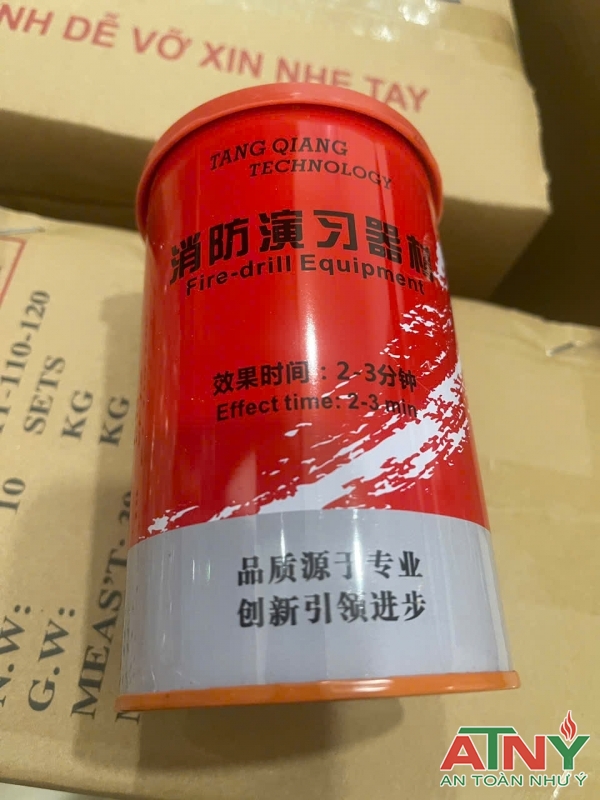 NH DỄ VỠ XIN NHẸ TAY
TANG QIANG
TECHNOLOGY
消防演习器材
Fire-drill Equipment
效果时间：2-3分钟
Effect time: 2-3 min
品质源于专业
创新引领进步
110-120
10 SETS
N.W: KG
G.W: KG
MEAS'T:
ATNY
AN TOÀN NHƯ Ý